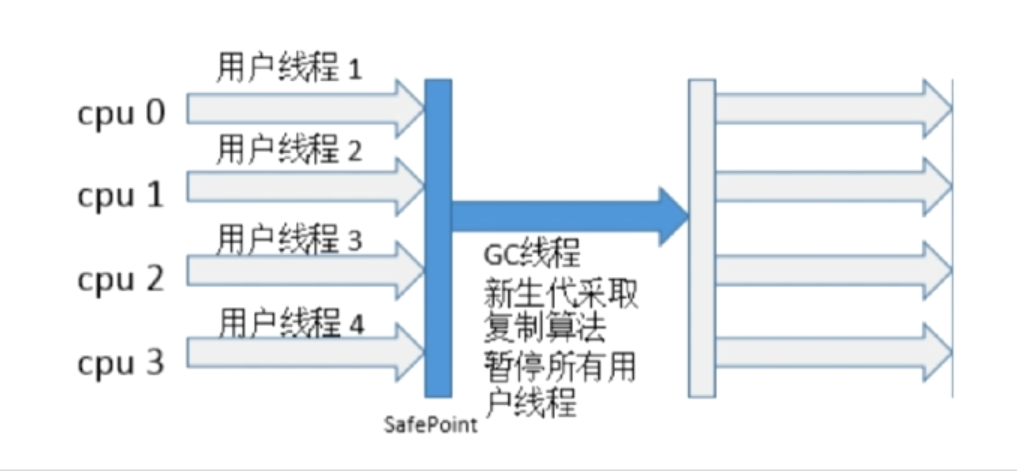 用户线程 1
cpu 0
用户线程 2
cpu 1
用户线程 3
cpu 2
用户线程 4
cpu 3
GC线程
新生代采取
复制算法
暂停所有用
户线程
SafePoint